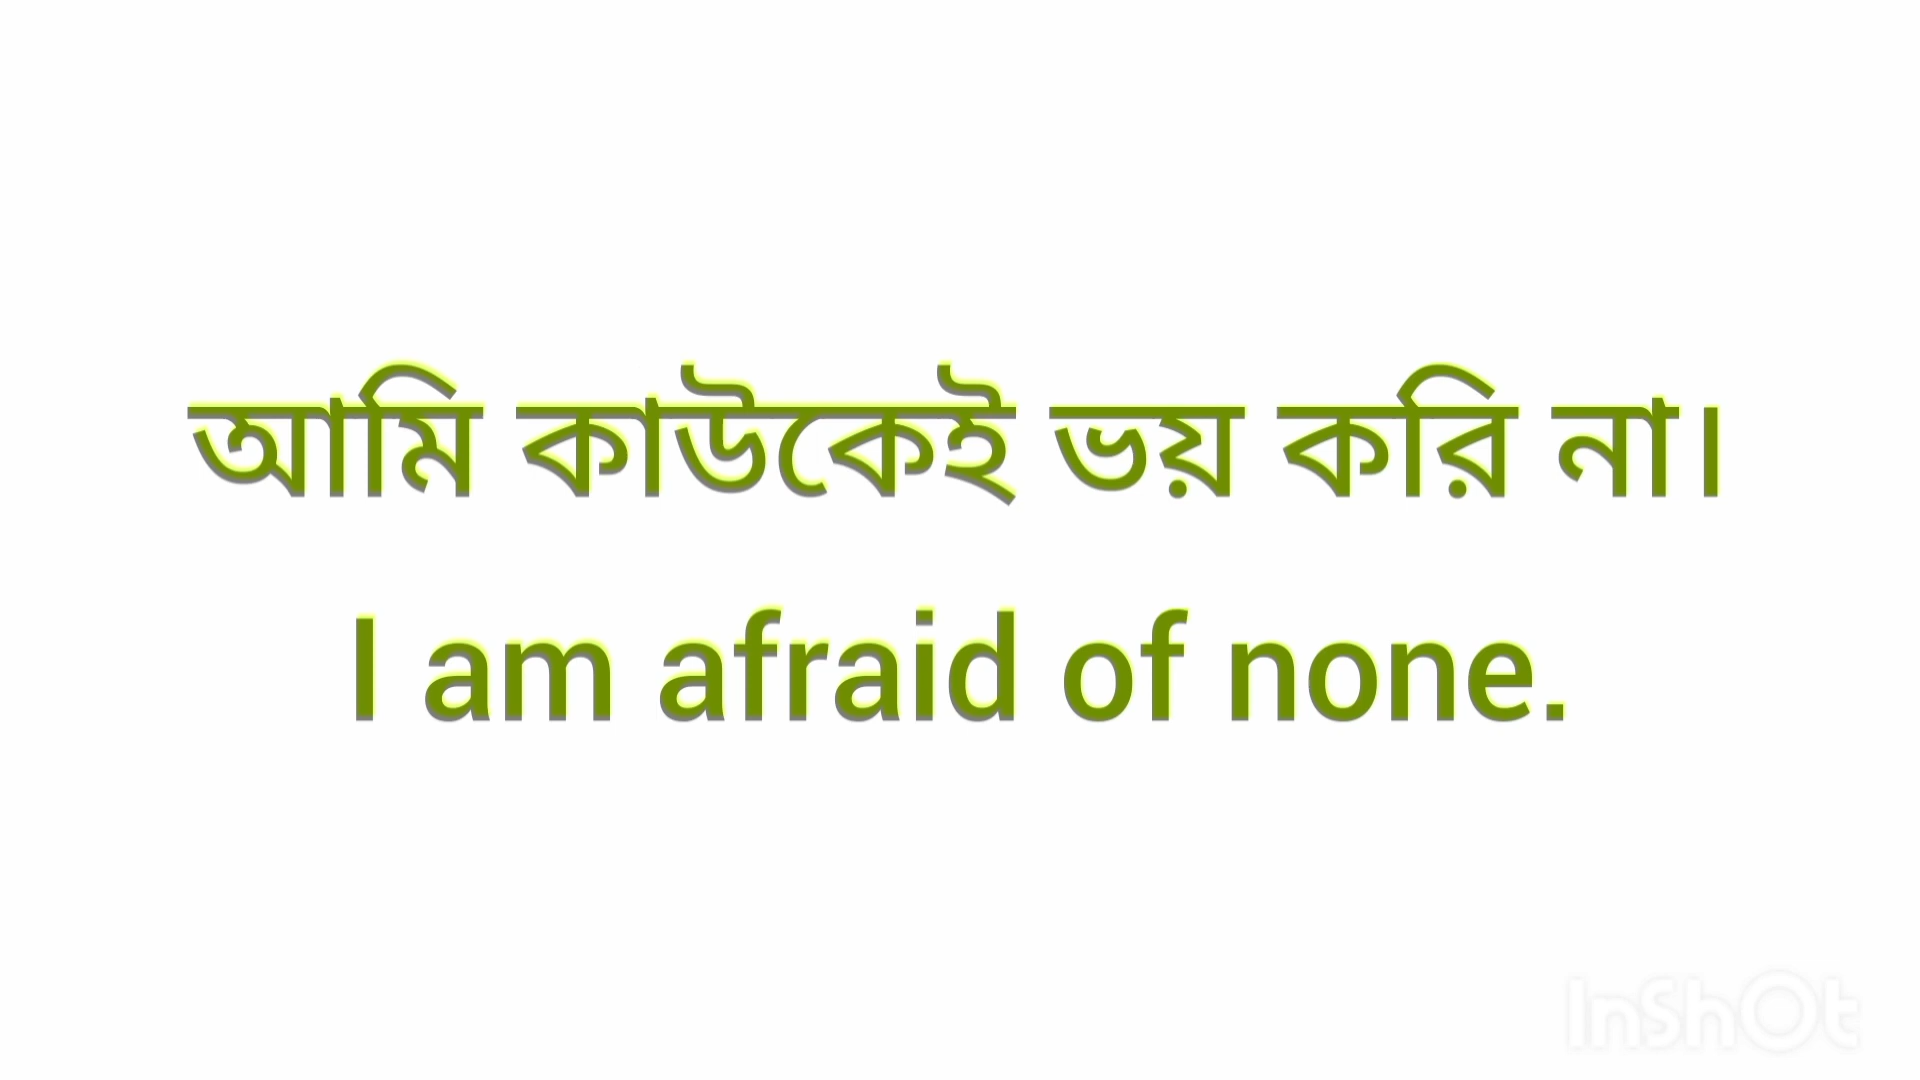 আমি কাউকেই ভয় করি না।
I am afraid of none.
InShOt